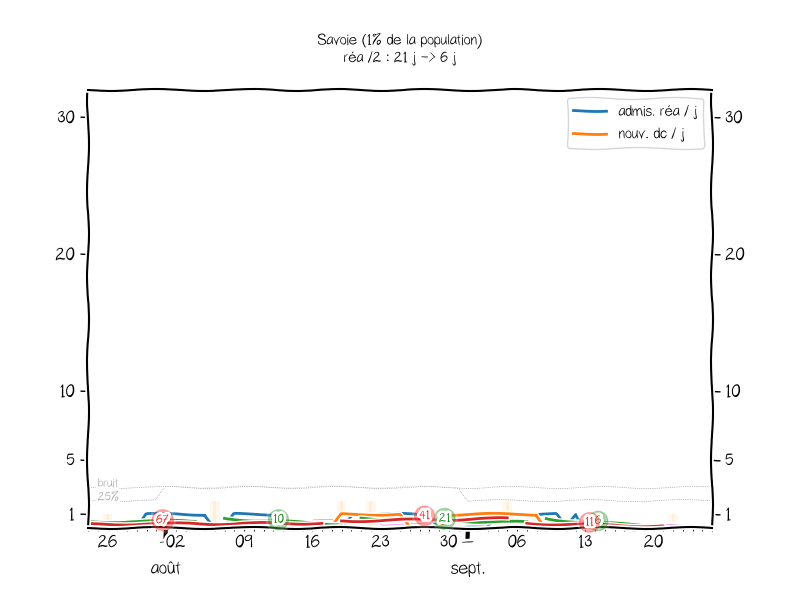 Savoie (1% de la population)
réa /2 : 21 j -> 6 j
admis. réa / j
nouv. dc / j
30 30
20 20
10 10
5 5
bruit
25%
1 1
67 10 41 21 11 6
26 02 09 16 23 30 06 13 20
août sept.